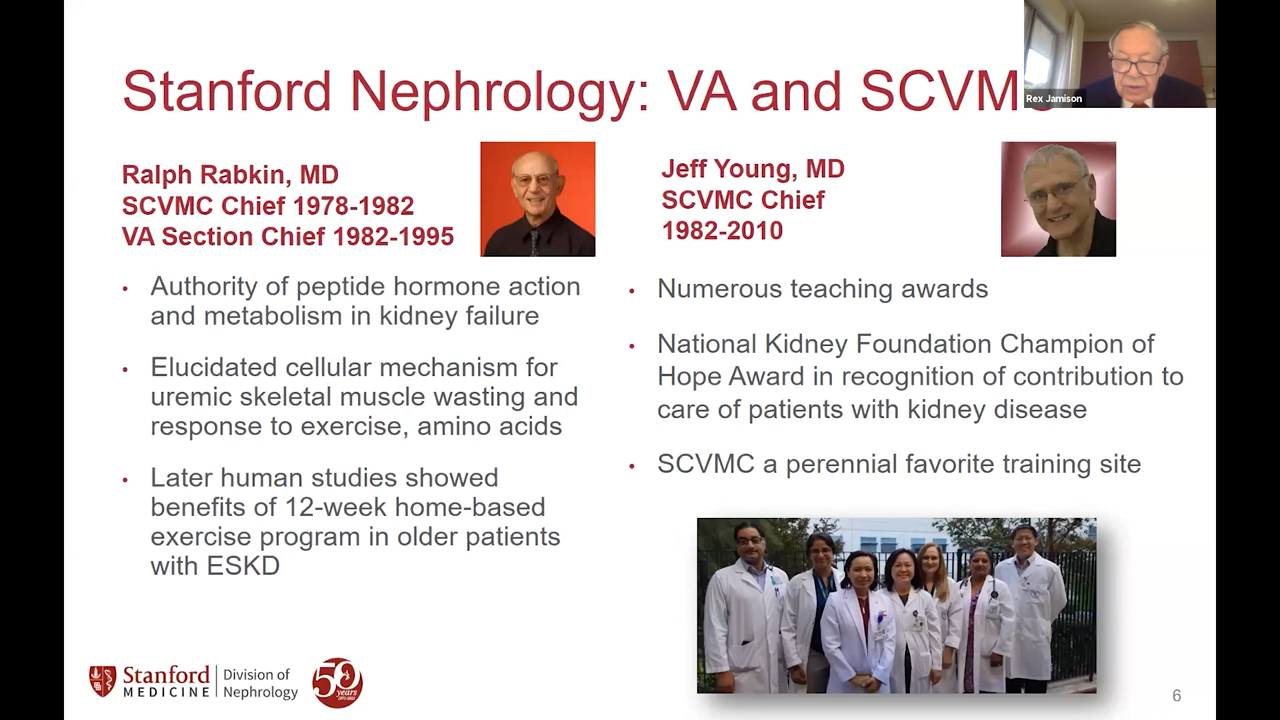 Stanford Nephrology: VA and SCVM
Rex Jamison
Ralph Rabkin, MD
SCVMC Chief 1978-1982
VA Section Chief 1982-1995
• Authority of peptide hormone action
and metabolism in kidney failure
• Elucidated cellular mechanism for
uremic skeletal muscle wasting and
response to exercise, amino acids
• Later human studies showed
benefits of 12-week home-based
exercise program in older patients
with ESKD
Jeff Young, MD
SCVMC Chief
1982-2010
• Numerous teaching awards
• National Kidney Foundation Champion of
Hope Award in recognition of contribution to
care of patients with kidney disease
• SCVMC a perennial favorite training site
Stanford
MEDICINE
Division of
Nephrology
50
years
6